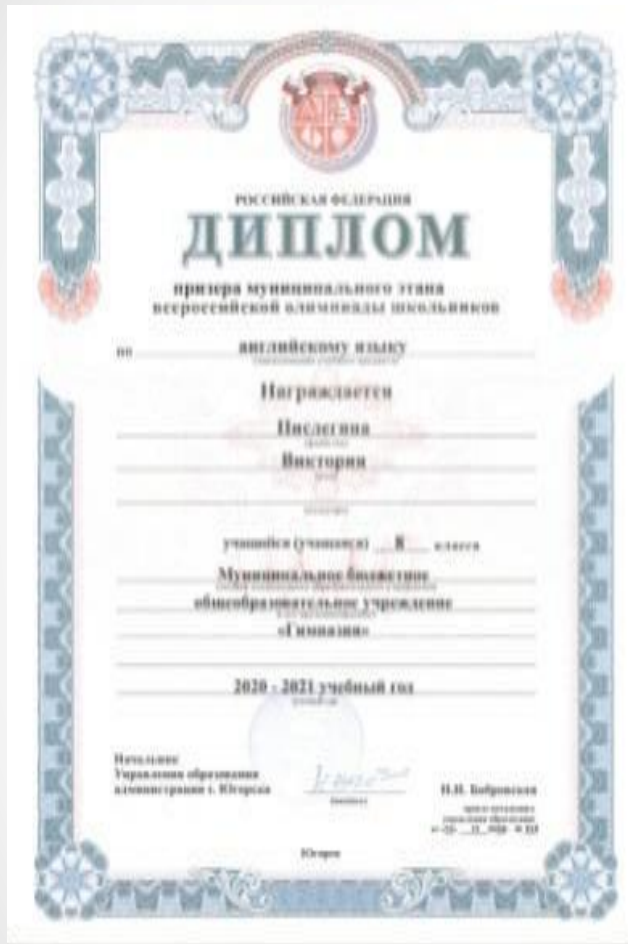 РОССИЙСКАЯ ФЕДЕРАЦИЯ
ДИПЛОМ
призера муниципального этапа
всероссийской олимпиады школьников
по английскому языку
Награждается
Пислегина
Виктория
учащийся (учащаяся) 8 класса
Муниципальное бюджетное
общеобразовательное учреждение
«Гимназия»
2020 - 2021 учебный год
Начальник
Управления образования
администрации г. Югорска
Н.И. Бобровская
Югорск